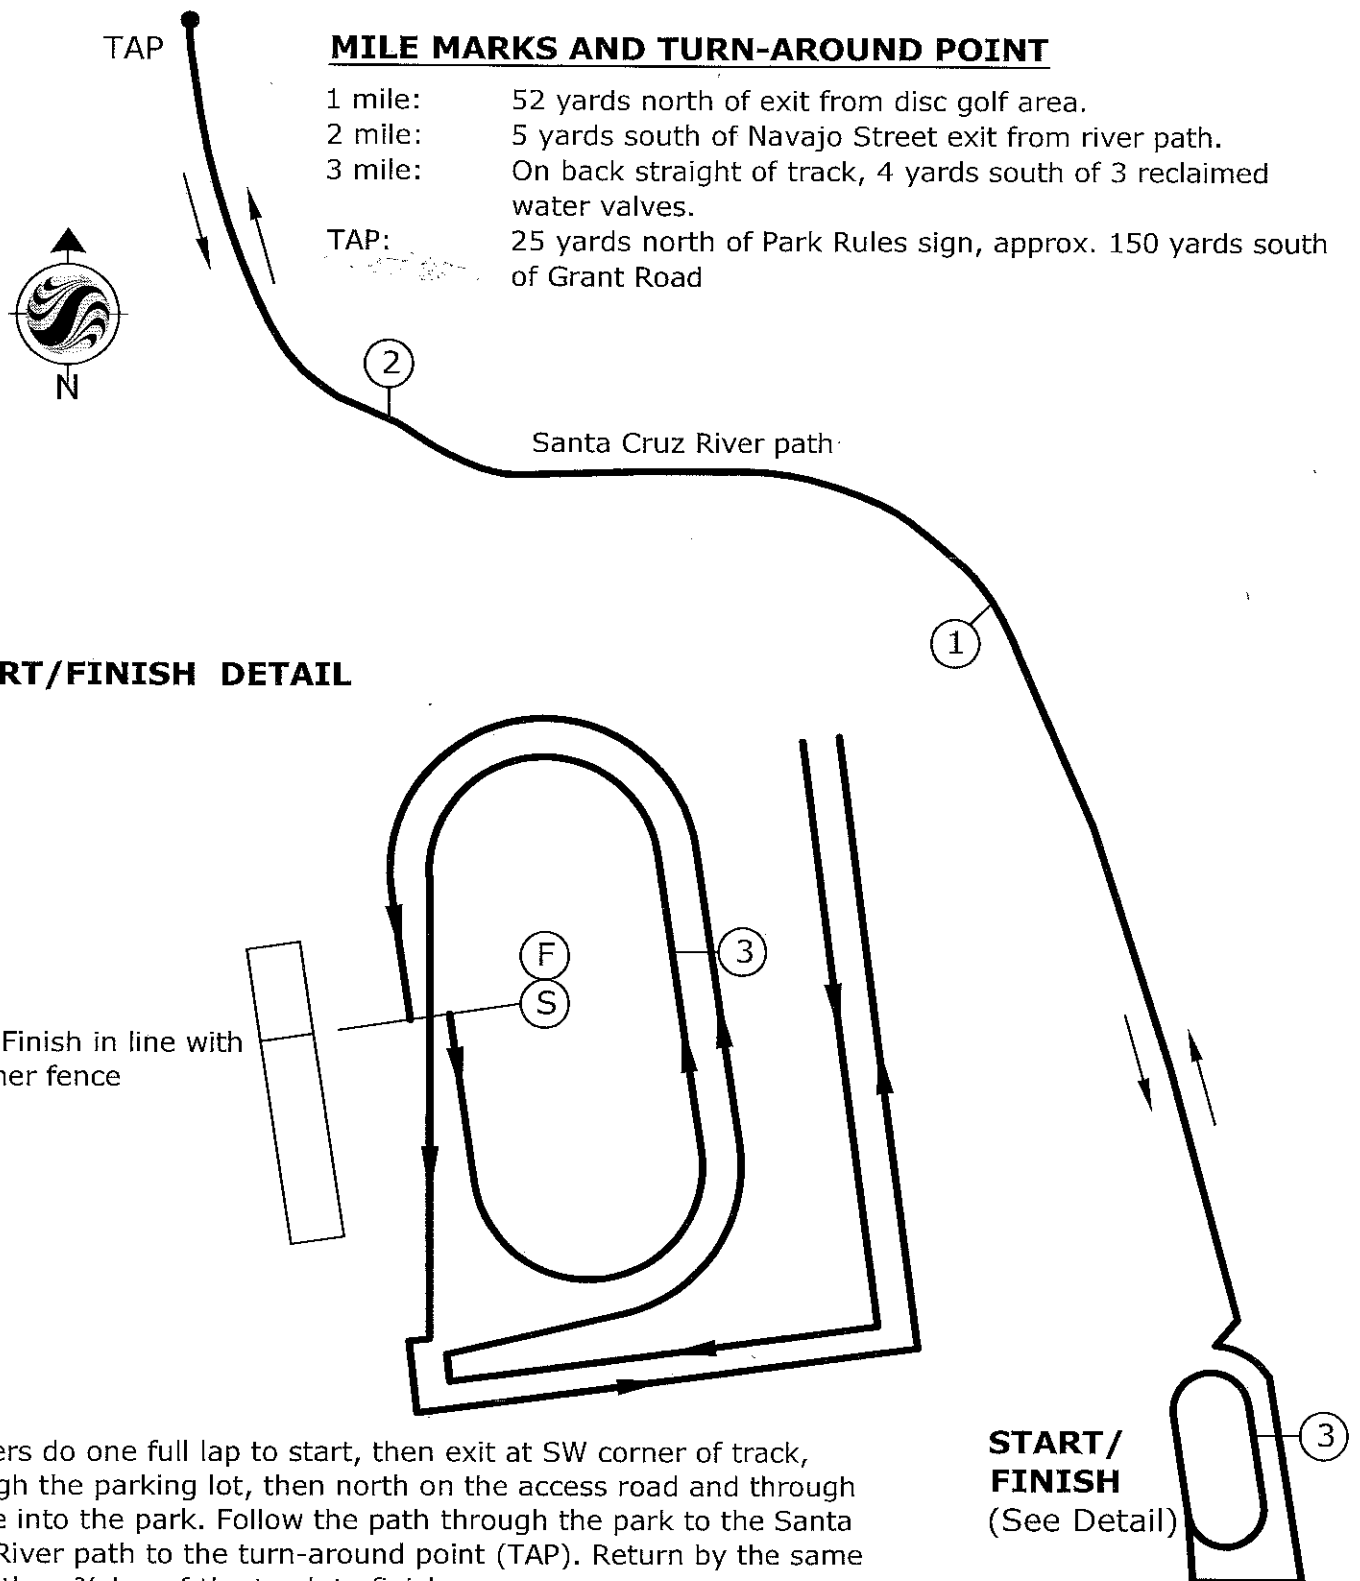 TAP
MILE MARKS AND TURN-AROUND POINT
1 mile: 52 yards north of exit from disc golf area.
2 mile: 5 yards south of Navajo Street exit from river path.
3 mile: On back straight of track, 4 yards south of 3 reclaimed
water valves.
TAP: 25 yards north of Park Rules sign, approx. 150 yards south
of Grant Road
N
2
Santa Cruz River path
1
RT/FINISH DETAIL
F
S
3
Finish in line with
ner fence
ers do one full lap to start, then exit at SW corner of track,
gh the parking lot, then north on the access road and through
e into the park. Follow the path through the park to the Santa
River path to the turn-around point (TAP). Return by the same
START/
FINISH
(See Detail)
3